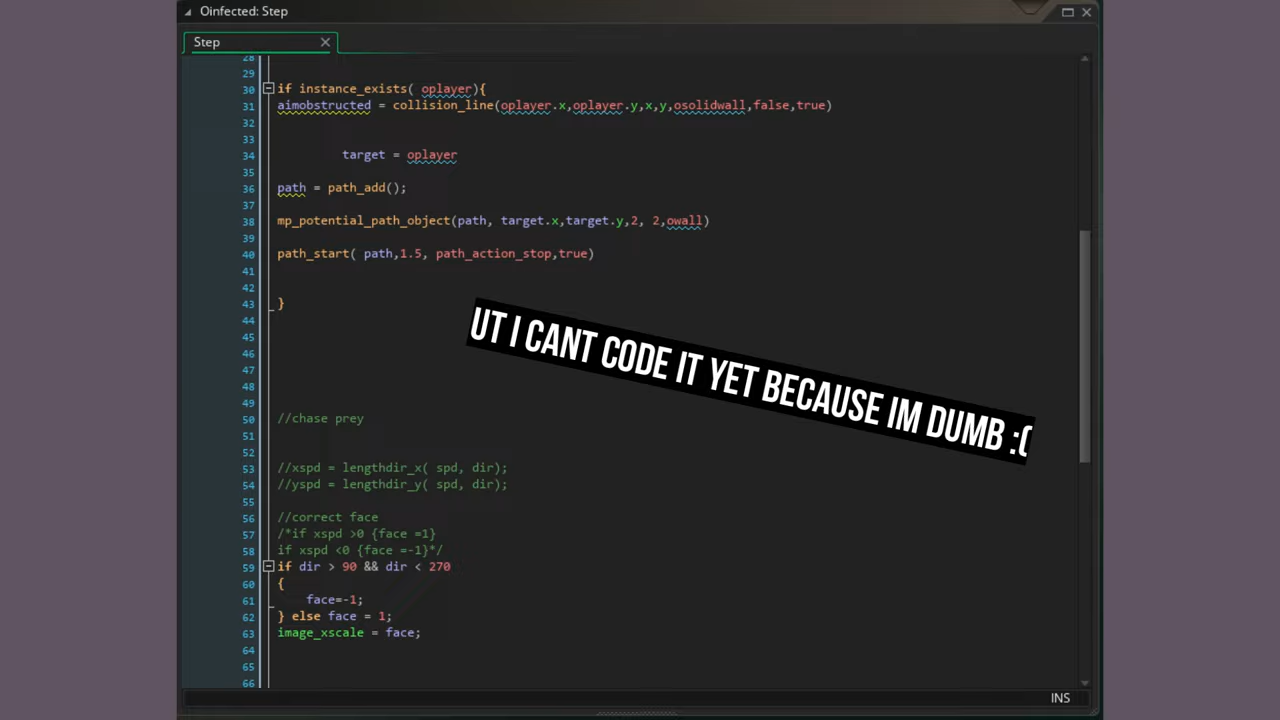 Oinfected: Step
Step
28
29
30 if instance_exists( oplayer){
31 aimobstructed = collision_line(oplayer.x,oplayer.y,x,y,osolidwall,false,true)
32
33
34 target = oplayer
35
36 path = path_add();
37
38 mp_potential_path_object(path, target.x,target.y,2, 2,owall)
39
40 path_start( path,1.5, path_action_stop,true)
41
42
43 }
44
45
46
47
48
49
50 //chase prey
51
52
53 //xspd = lengthdir_x( spd, dir);
54 //yspd = lengthdir_y( spd, dir);
55
56 //correct face
57 /*if xspd >0 {face =1}
58 if xspd <0 {face =-1}*/
59 if dir > 90 && dir < 270
60 {
61 face=-1;
62 } else face = 1;
63 image_xscale = face;
64
65
66
UT I CANT CODE IT YET BECAUSE IM DUMB :(
INS